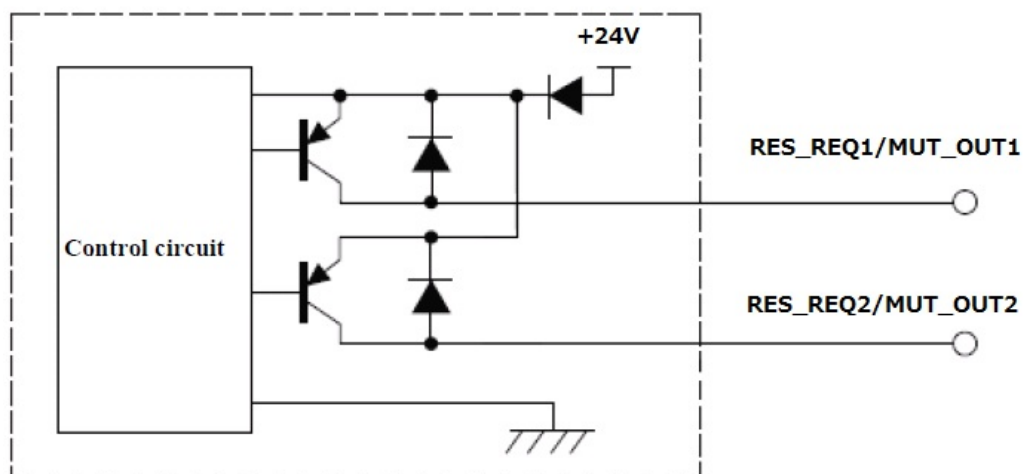 +24V
RES_REQ1/MUT_OUT1
Control circuit
RES_REQ2/MUT_OUT2